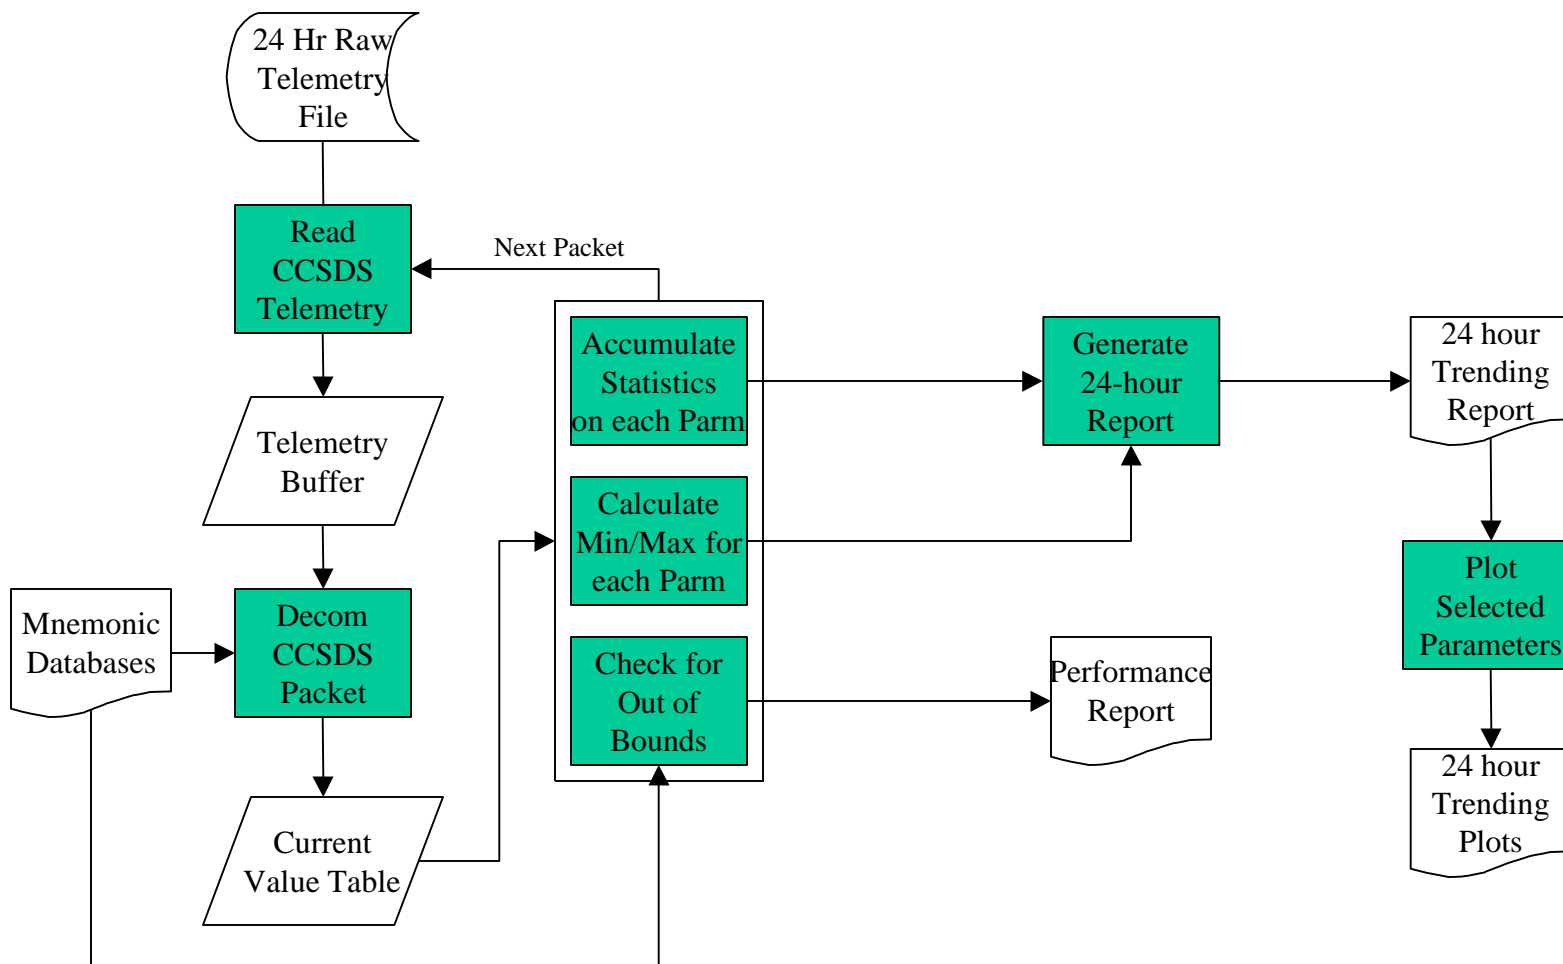 24 Hr Raw
Telemetry
File
Read
CCSDS
Telemetry
Next Packet
Telemetry
Buffer
Mnemonic
Databases
Decom
CCSDS
Packet
Current
Value Table
Accumulate
Statistics
on each Parm
Calculate
Min/Max for
each Parm
Check for
Out of
Bounds
Generate
24-hour
Report
Performance
Report
24 hour
Trending
Report
Plot
Selected
Parameters
24 hour
Trending
Plots